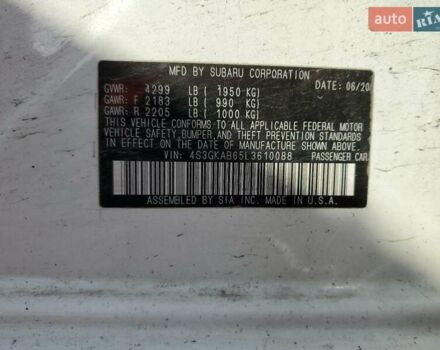 AUTO RIA
MFD BY SUBARU CORPORATION
GVWR: 4299 LB ( 1950 KG) DATE: 06/20
GAWR: F 2183 LB ( 990 KG)
GAWR: R 2205 LB ( 1000 KG)
THIS VEHICLE CONFORMS TO ALL APPLICABLE FEDERAL MOTOR
VEHICLE SAFETY, BUMPER, AND THEFT PREVENTION STANDARDS
IN EFFECT ON THE DATE OF MANUFACTURE SHOWN ABOVE.
VIN: 4S3GKAB65L3610088 PASSENGER CAR
ASSEMBLED BY SIA INC. MADE IN U.S.A.